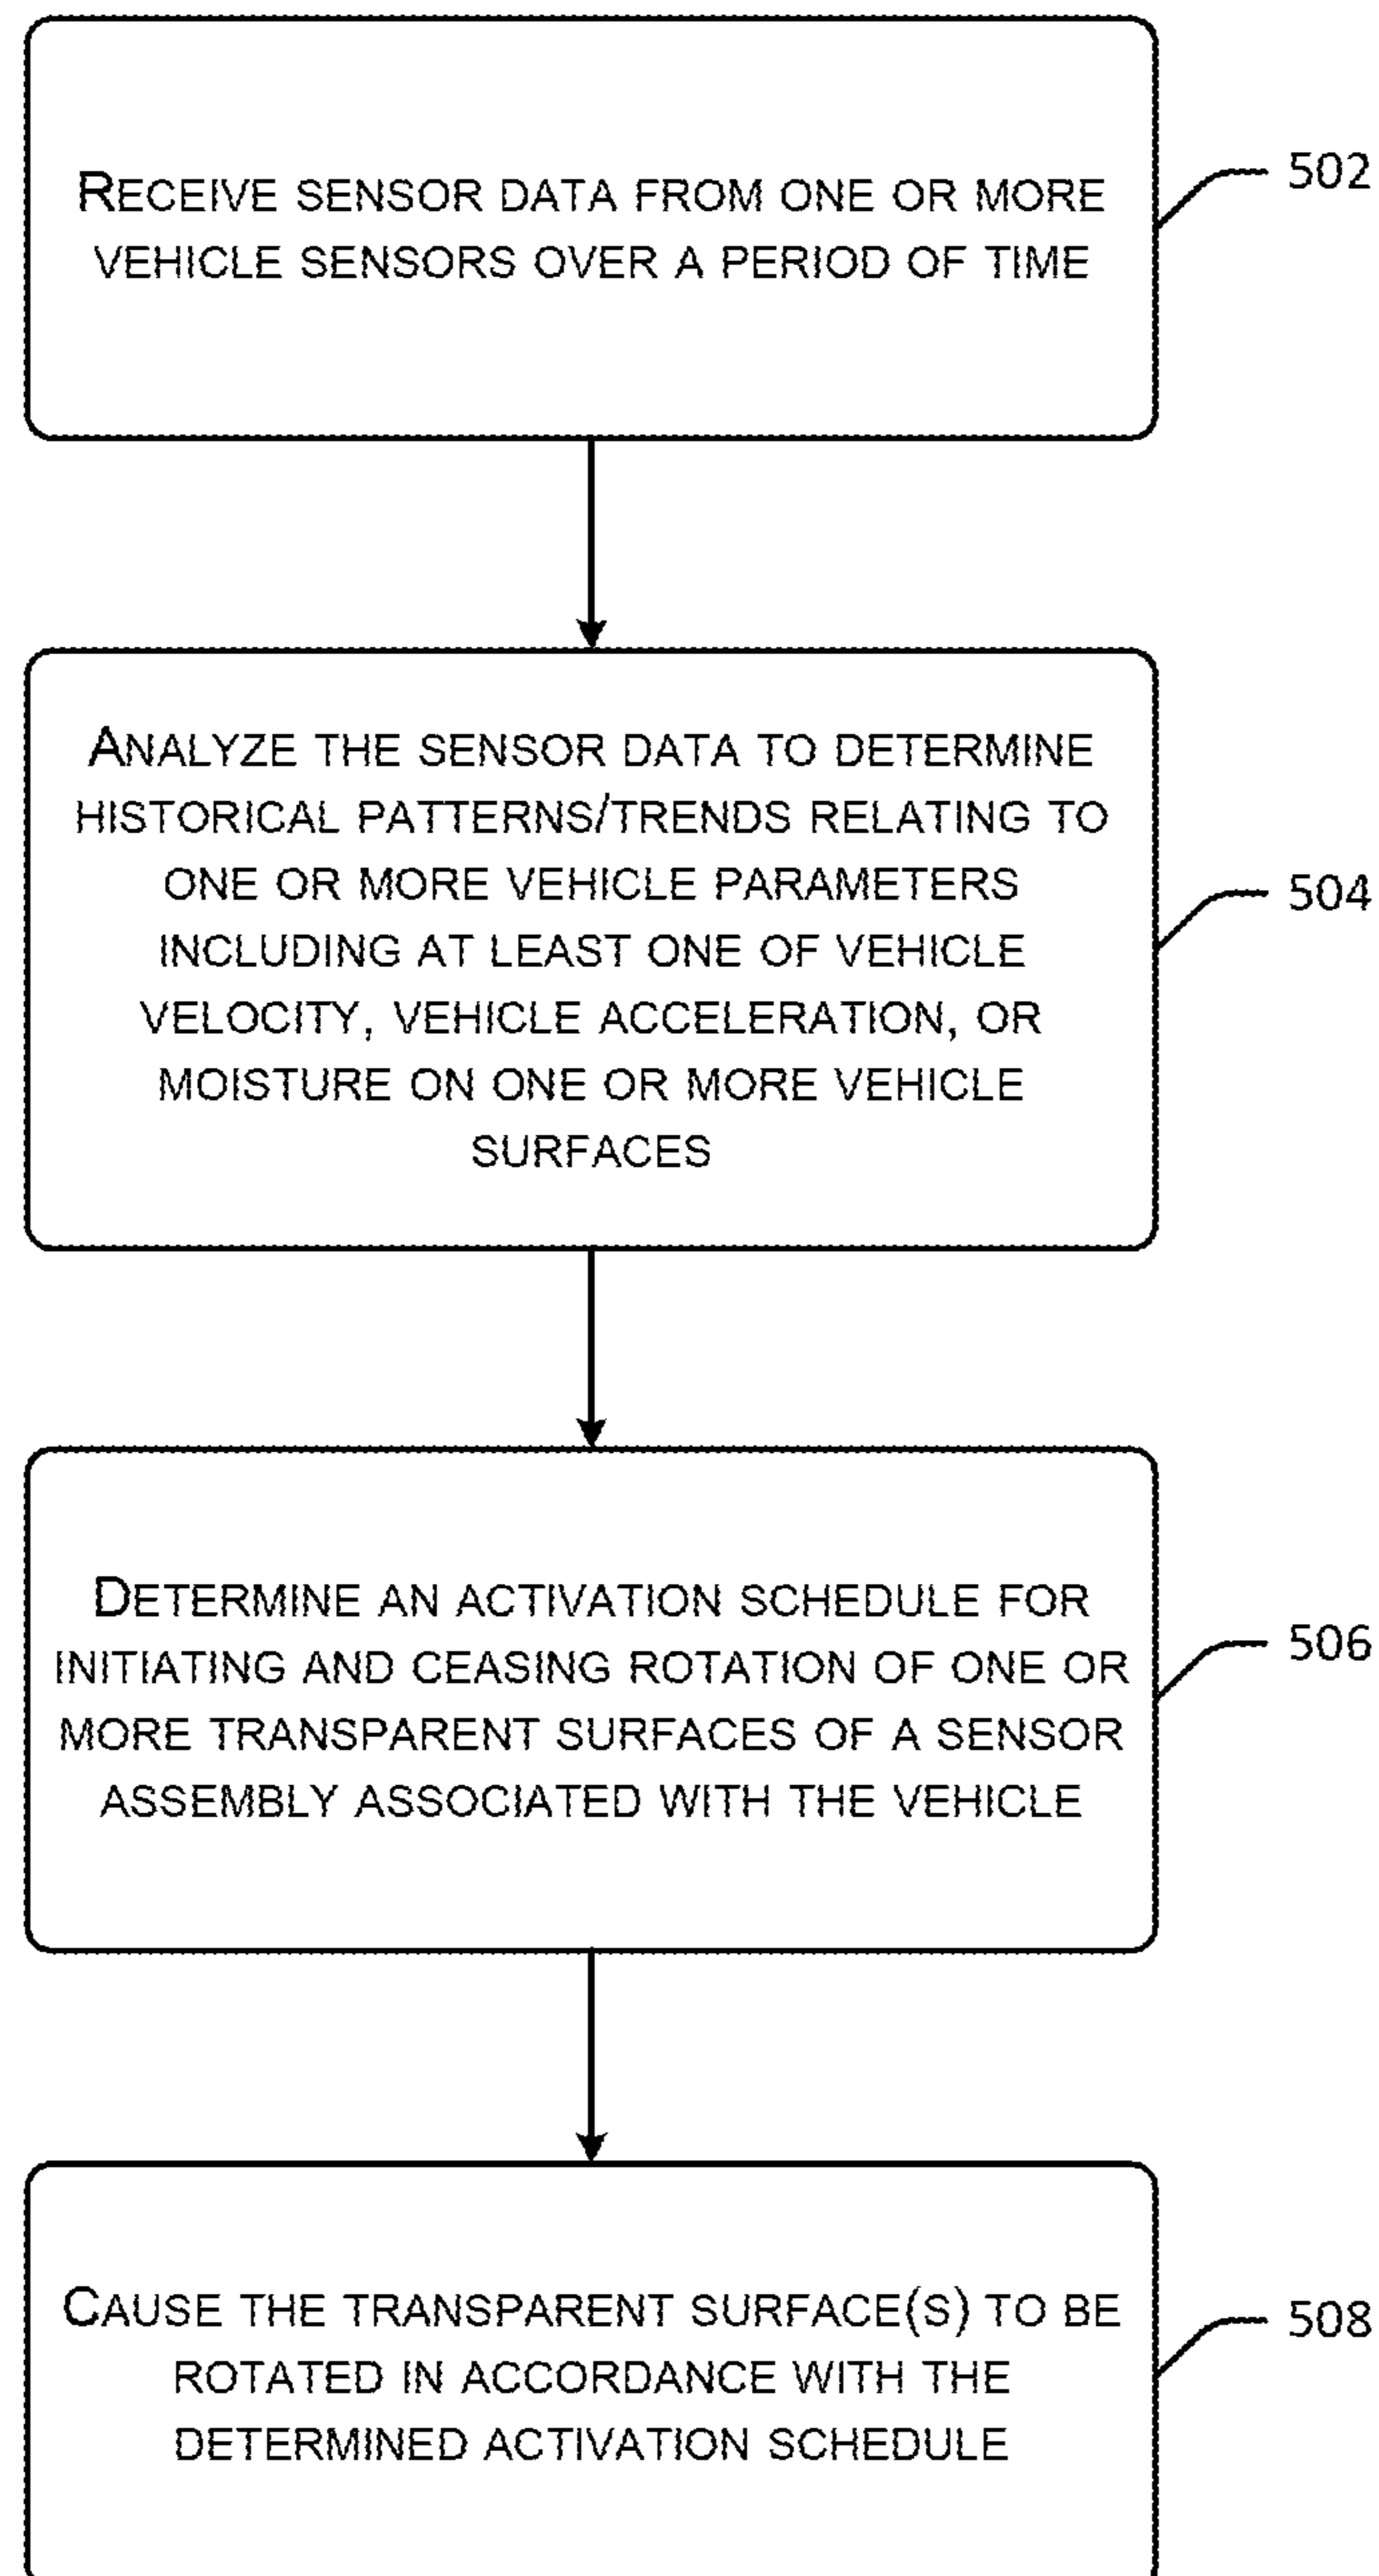 RECEIVE SENSOR DATA FROM ONE OR MORE
VEHICLE SENSORS OVER A PERIOD OF TIME
502
ANALYZE THE SENSOR DATA TO DETERMINE
HISTORICAL PATTERNS/TRENDS RELATING TO
ONE OR MORE VEHICLE PARAMETERS
INCLUDING AT LEAST ONE OF VEHICLE
VELOCITY, VEHICLE ACCELERATION, OR
MOISTURE ON ONE OR MORE VEHICLE
SURFACES
504
DETERMINE AN ACTIVATION SCHEDULE FOR
INITIATING AND CEASING ROTATION OF ONE OR
MORE TRANSPARENT SURFACES OF A SENSOR
ASSEMBLY ASSOCIATED WITH THE VEHICLE
506
CAUSE THE TRANSPARENT SURFACE(S) TO BE
ROTATED IN ACCORDANCE WITH THE
DETERMINED ACTIVATION SCHEDULE
508